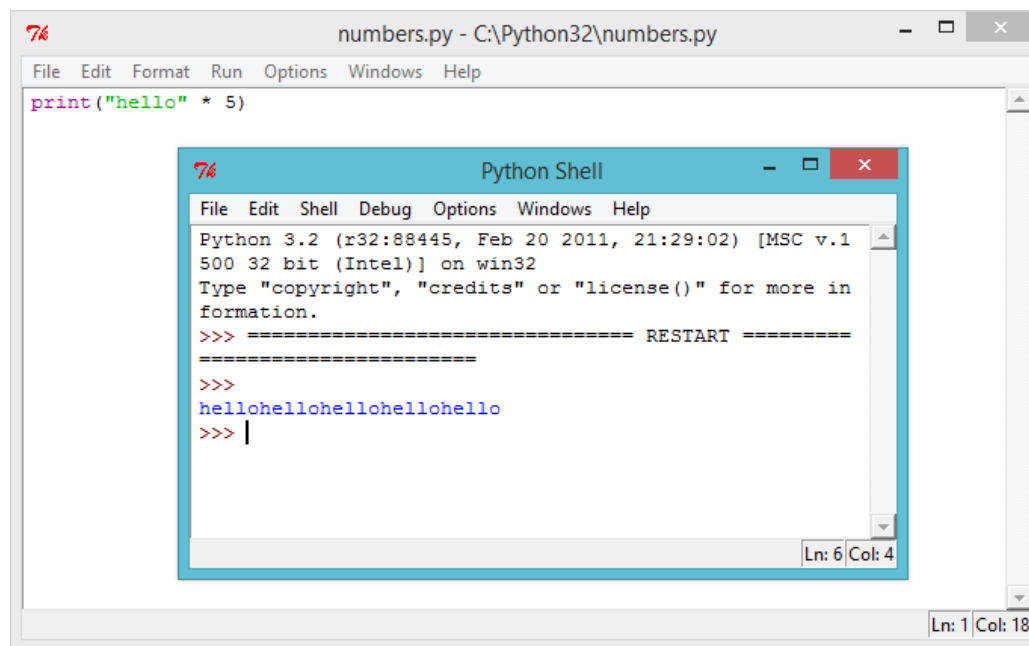 numbers.py - C:\Python32\numbers.py
File Edit Format Run Options Windows Help
print("hello" * 5)
Python Shell
File Edit Shell Debug Options Windows Help
Python 3.2 (r32:88445, Feb 20 2011, 21:29:02) [MSC v.1
500 32 bit (Intel)] on win32
Type "copyright", "credits" or "license()" for more in
formation.
>>> ================================ RESTART =========
=======================
>>>
hellohellohellohellohello
>>>
Ln: 6 Col: 4
Ln: 1 Col: 18